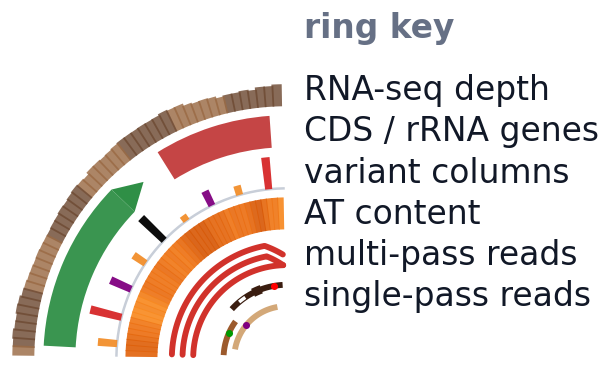 ring key
RNA-seq depth
CDS / rRNA genes
variant columns
AT content
multi-pass reads
single-pass reads